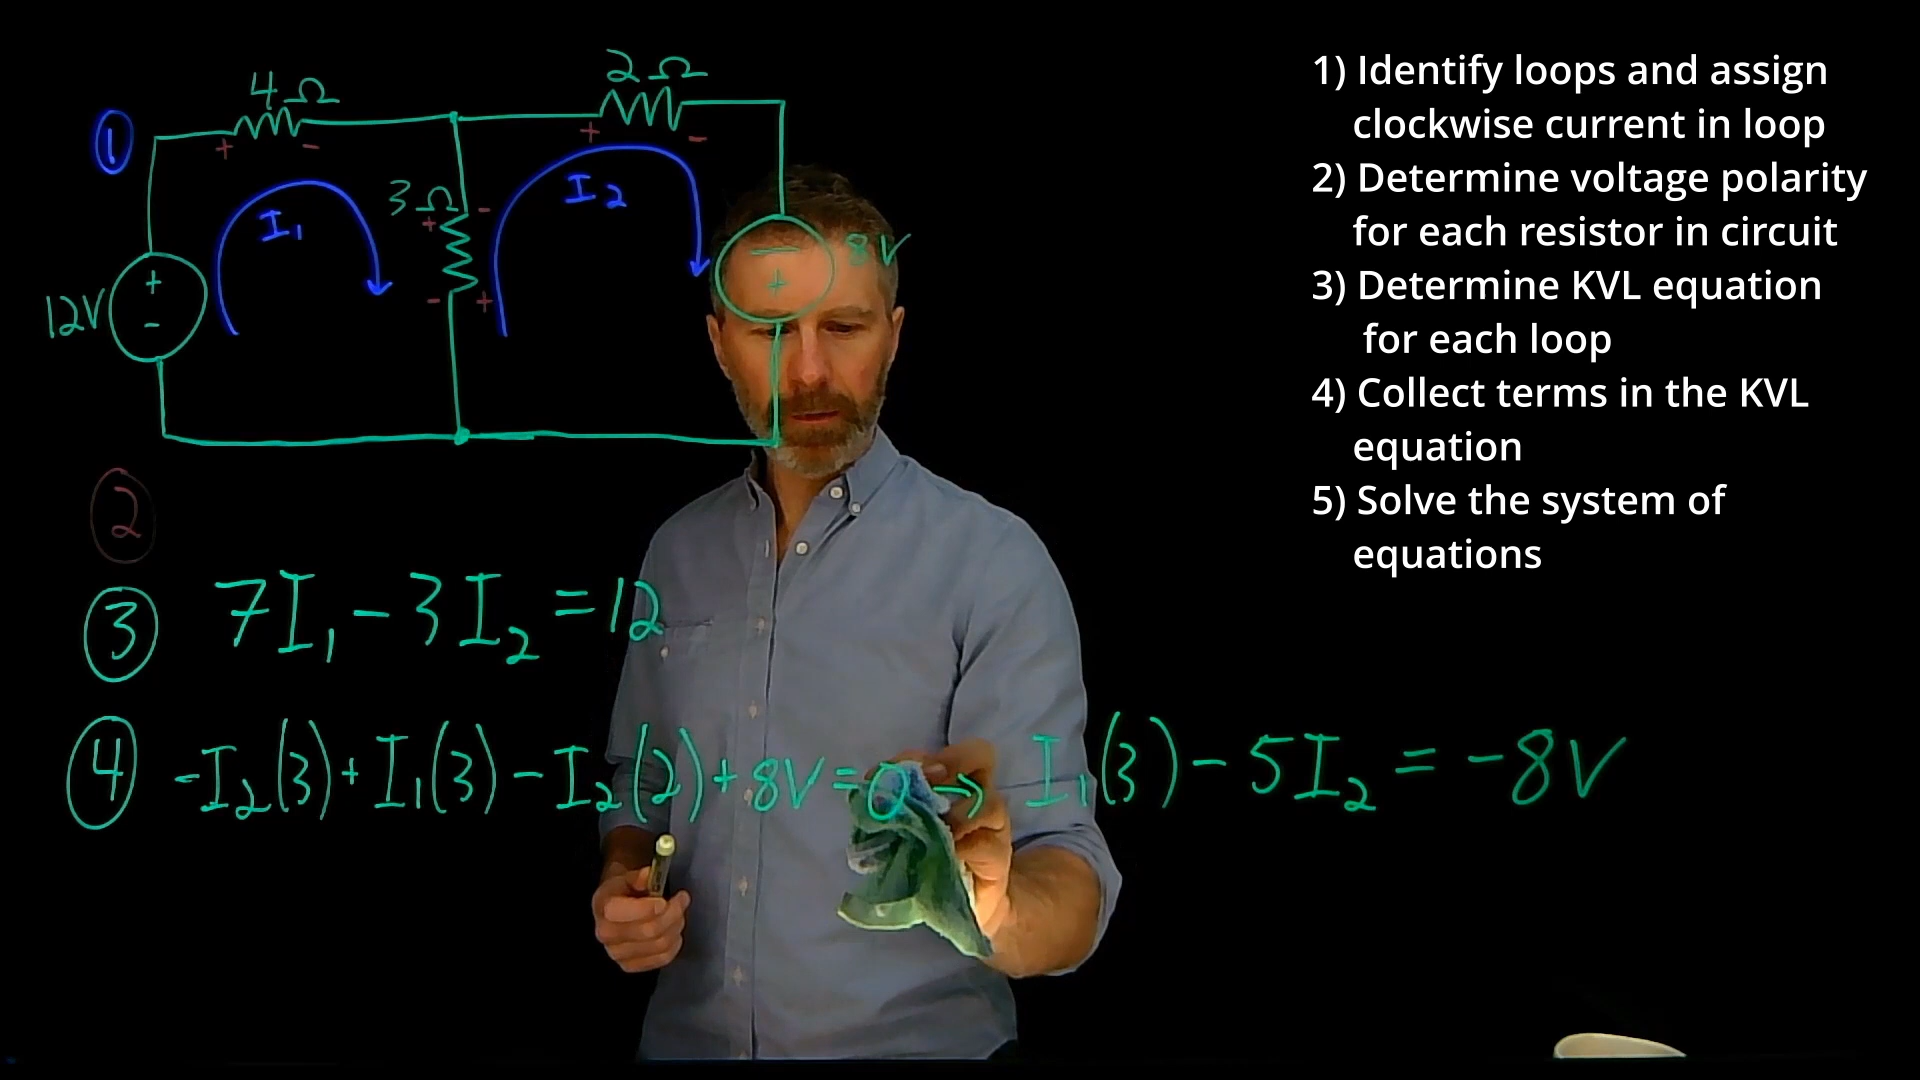 1
4 Ω
2 Ω
+ - + -
I₁
3 Ω
I₂
+ -
- +
12V
+
-
-
+
8V
2
3 7I₁ - 3I₂ = 12
4 -I₂(3) + I₁(3) - I₂(2) + 8V = 0 → I₁(3) - 5I₂ = -8V
1) Identify loops and assign
clockwise current in loop
2) Determine voltage polarity
for each resistor in circuit
3) Determine KVL equation
for each loop
4) Collect terms in the KVL
equation
5) Solve the system of
equations